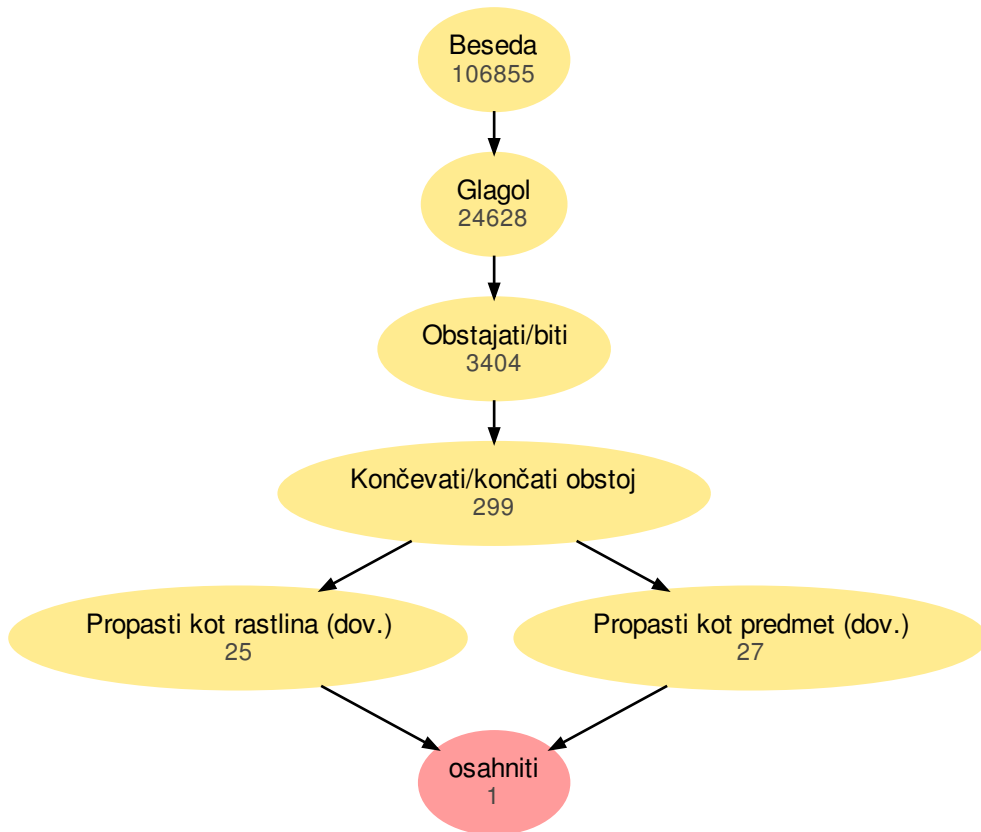 Beseda
106855
Glagol
24628
Obstajati/biti
3404
Končevati/končati obstoj
299
Propasti kot rastlina (dov.)
25
Propasti kot predmet (dov.)
27
osahniti
1